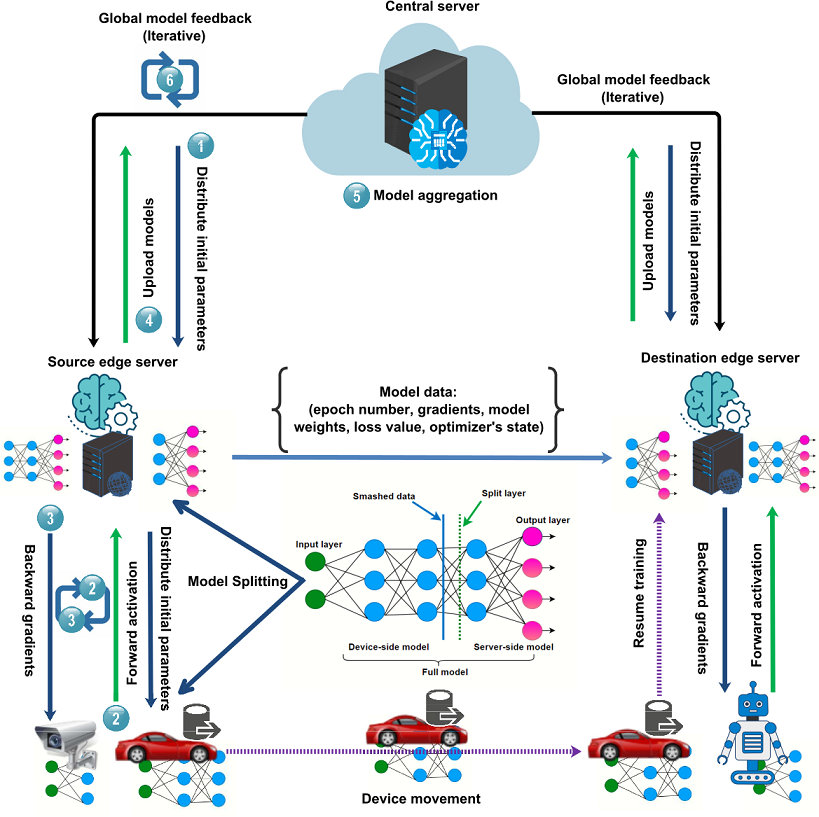 Central server
Global model feedback
(Iterative)
6
Global model feedback
(Iterative)
1
5 Model aggregation
Upload models
Distribute initial parameters
4
Upload models
Distribute initial parameters
Source edge server
Destination edge server
Model data:
(epoch number, gradients, model
weights, loss value, optimizer's state)
Smashed data
Split layer
Input layer
Output layer
3
Backward gradients
2
3
Forward activation
Distribute initial parameters
2
Model Splitting
Device-side model
Server-side model
Full model
Resume training
Backward gradients
Forward activation
Device movement